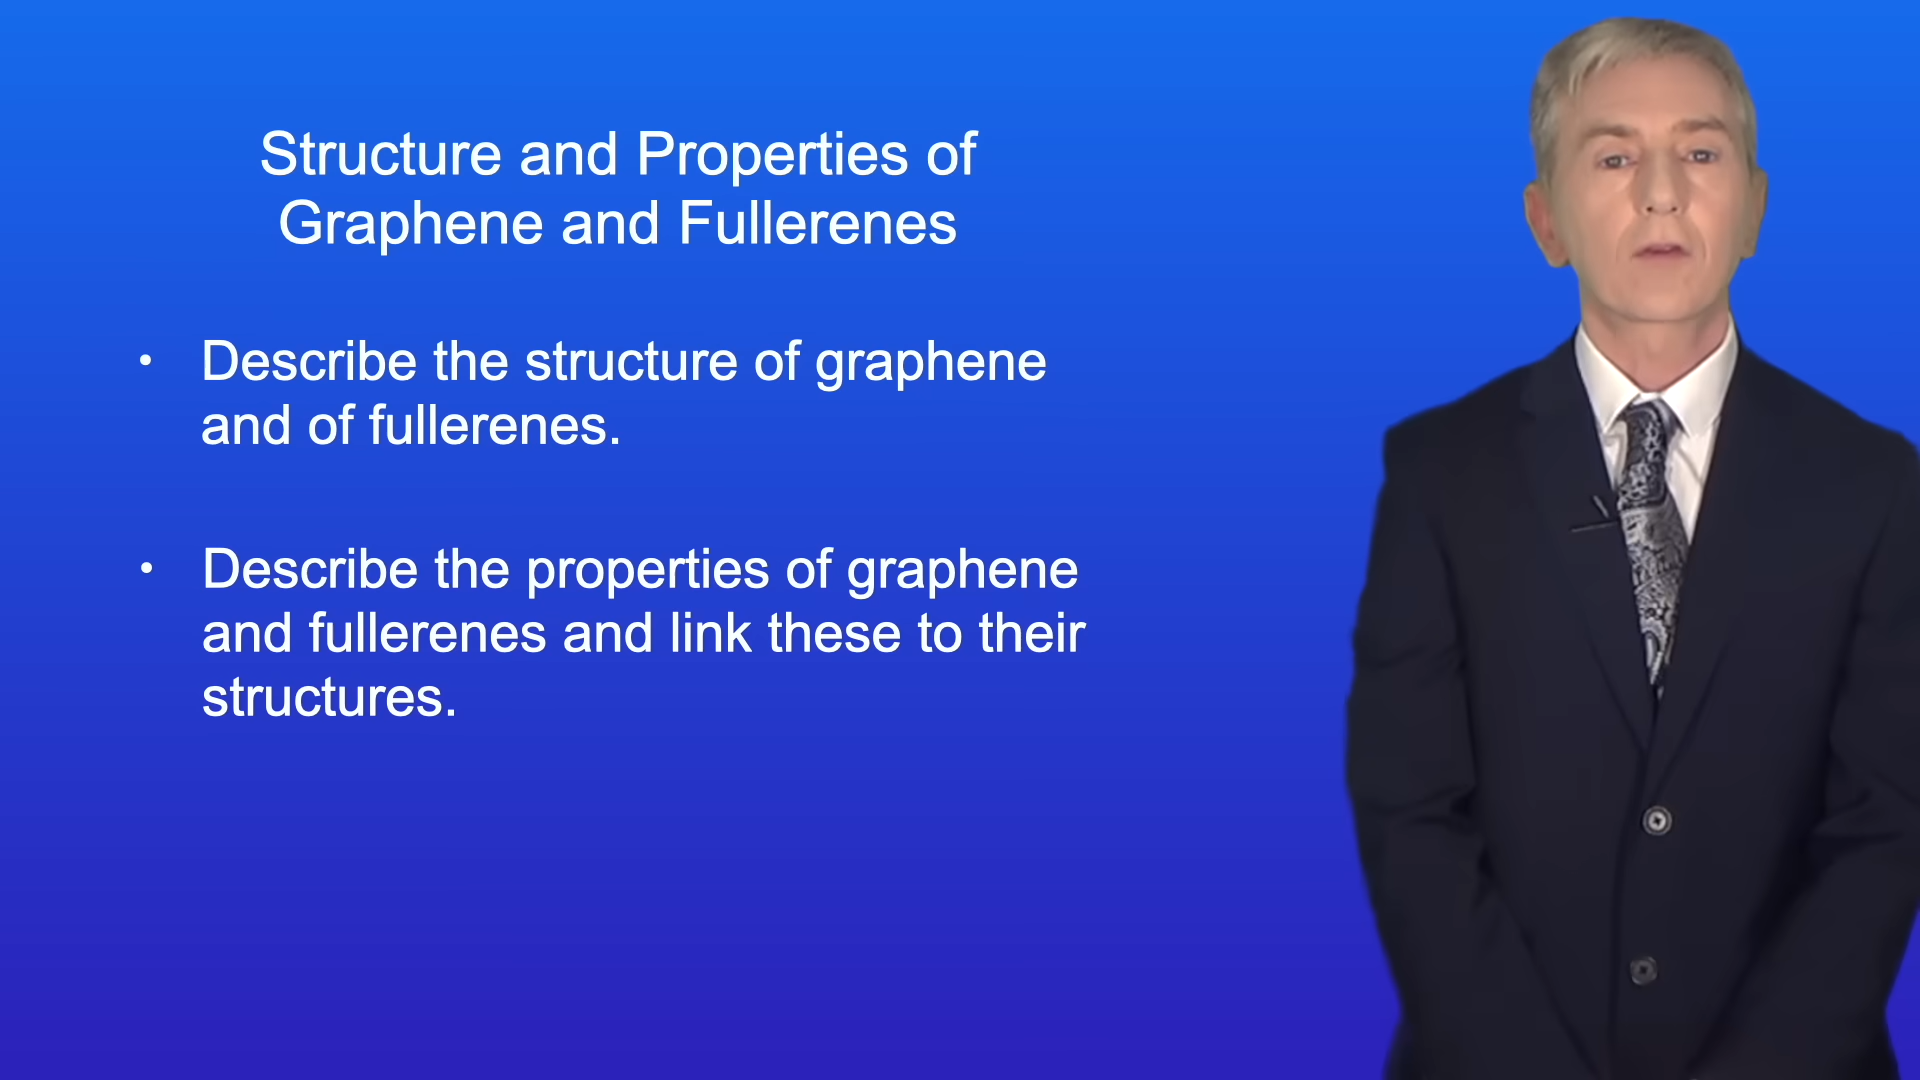 Structure and Properties of
Graphene and Fullerenes
• Describe the structure of graphene
and of fullerenes.
• Describe the properties of graphene
and fullerenes and link these to their
structures.